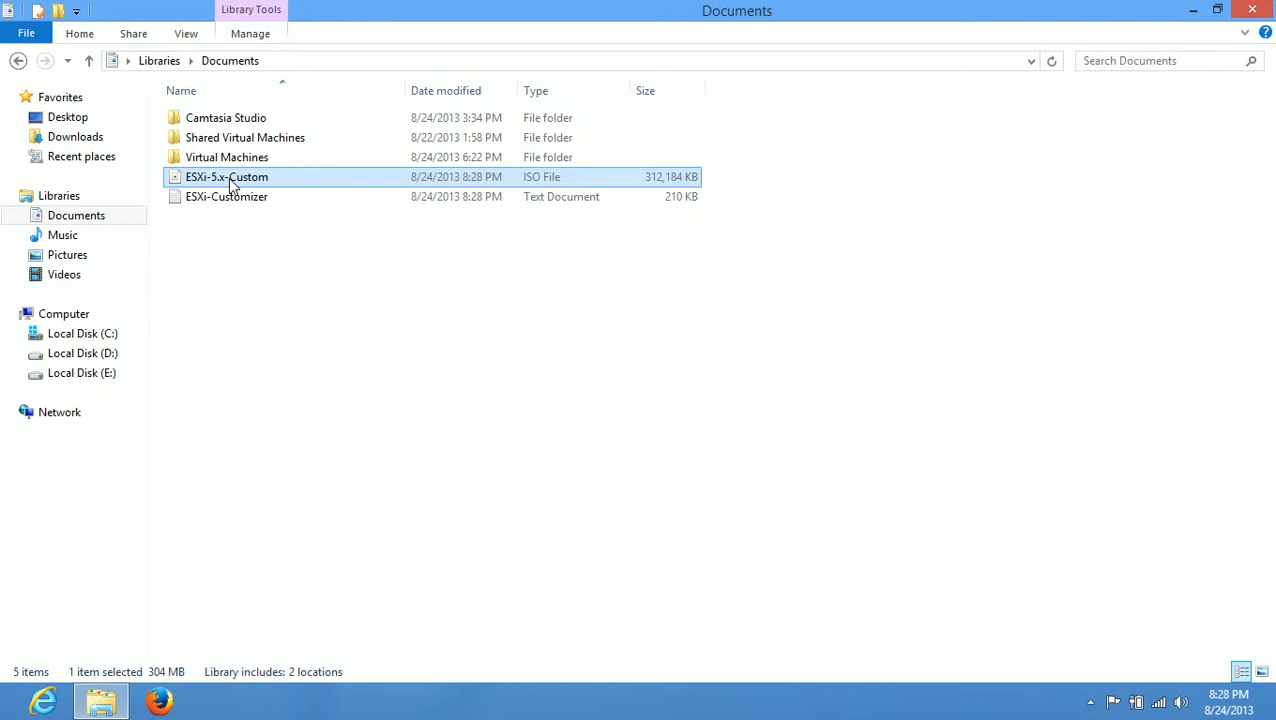 Library Tools
Documents
File
Home
Share
View
Manage
Libraries
Documents
Search Documents
Name
Date modified
Type
Size
Favorites
Desktop
Downloads
Recent places
Libraries
Documents
Music
Pictures
Videos
Computer
Local Disk (C:)
Local Disk (D:)
Local Disk (E:)
Network
Camtasia Studio 8/24/2013 3:34 PM File folder
Shared Virtual Machines 8/22/2013 1:58 PM File folder
Virtual Machines 8/24/2013 6:22 PM File folder
ESXi-5.x-Custom 8/24/2013 8:28 PM ISO File 312,184 KB
ESXi-Customizer 8/24/2013 8:28 PM Text Document 210 KB
5 items 1 item selected 304 MB Library includes: 2 locations
8:28 PM
8/24/2013